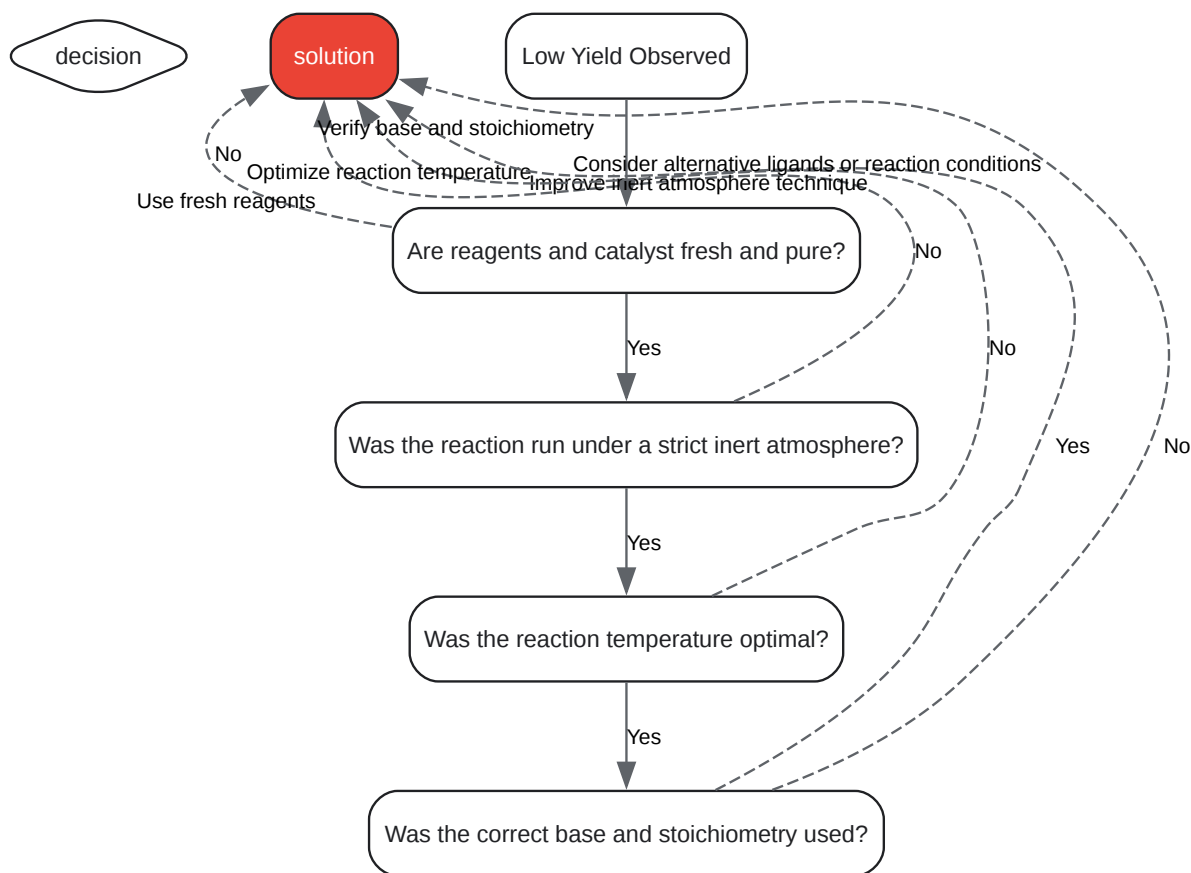 decision
solution
Low Yield Observed
Verify base and stoichiometry
No
Optimize reaction temperature
Consider alternative ligands or reaction conditions
Improve inert atmosphere technique
Use fresh reagents
Are reagents and catalyst fresh and pure?
No
Yes
No
Was the reaction run under a strict inert atmosphere?
Yes
No
Yes
Was the reaction temperature optimal?
Yes
Was the correct base and stoichiometry used?